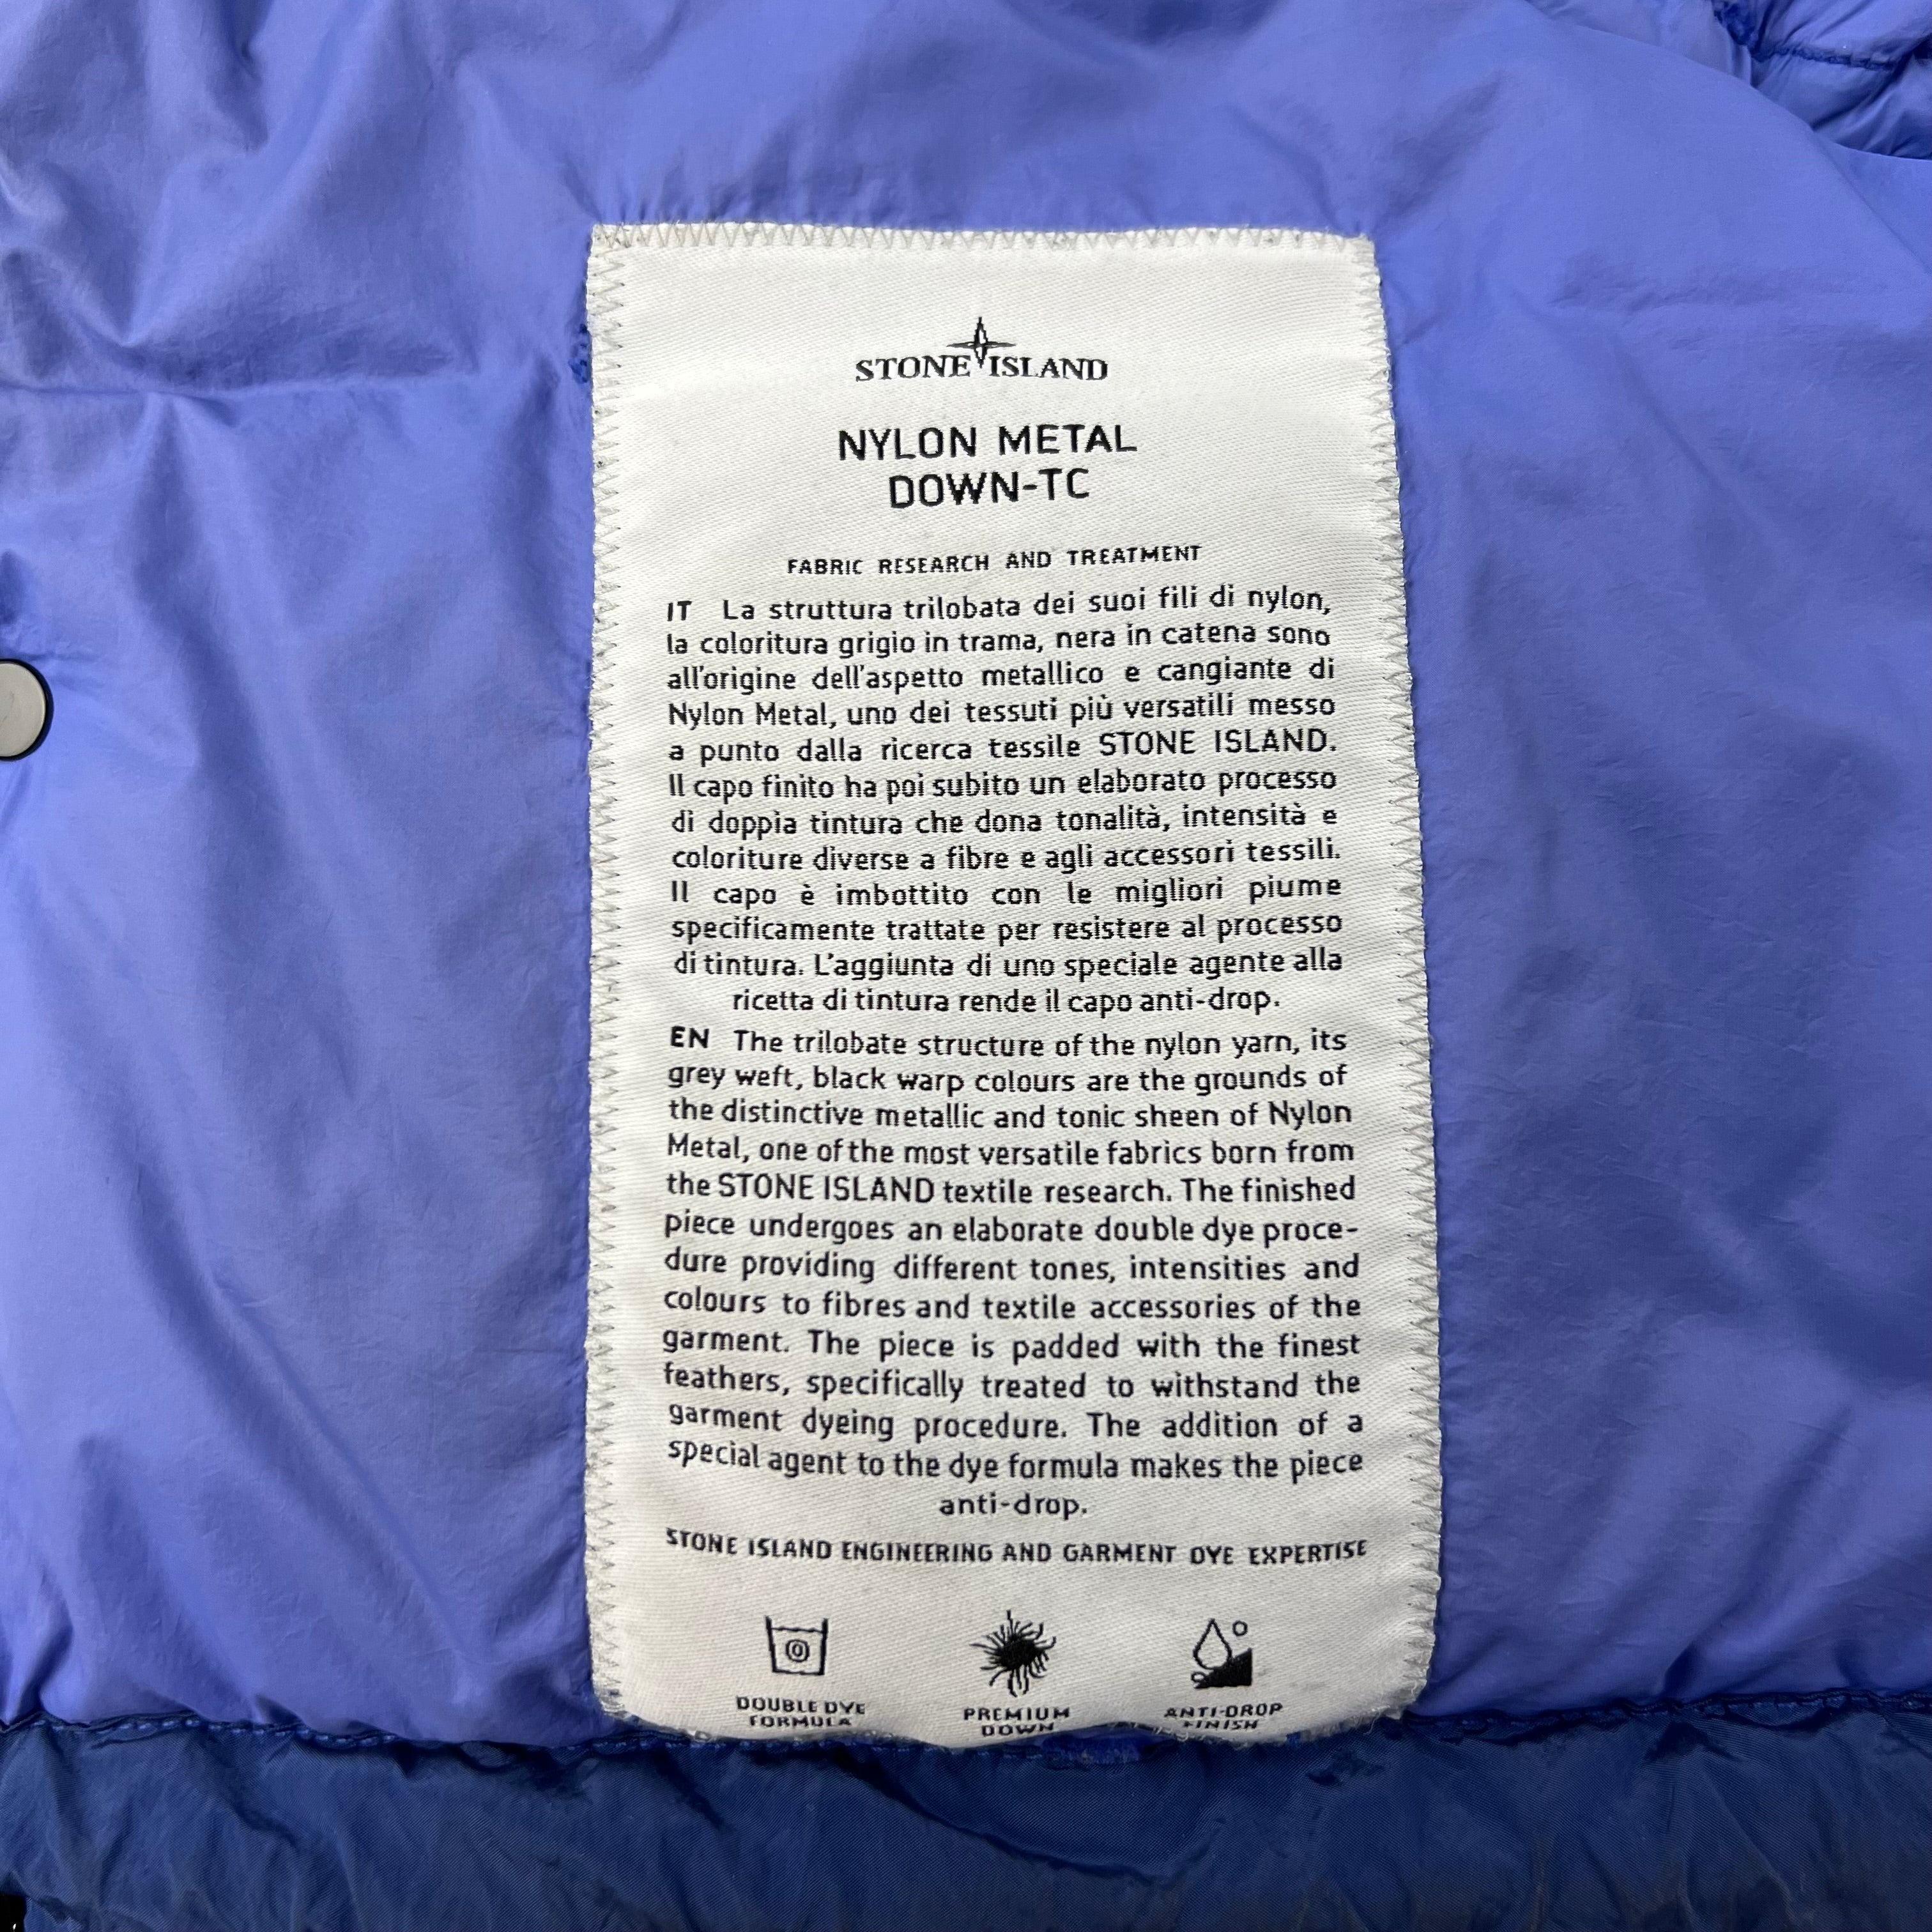 STONE ISLAND
NYLON METAL
DOWN-TC
FABRIC RESEARCH AND TREATMENT
IT La struttura trilobata dei suoi fili di nylon,
la coloritura grigio in trama, nera in catena sono
all'origine dell'aspetto metallico e cangiante di
Nylon Metal, uno dei tessuti più versatili messo
a punto dalla ricerca tessile STONE ISLAND.
Il capo finito ha poi subito un elaborato processo
di doppia tintura che dona tonalità, intensità e
coloriture diverse a fibre e agli accessori tessili.
Il capo è imbottito con le migliori piume
specificamente trattate per resistere al processo
di tintura. L'aggiunta di uno speciale agente alla
ricetta di tintura rende il capo anti-drop.
EN The trilobate structure of the nylon yarn, its
grey weft, black warp colours are the grounds of
the distinctive metallic and tonic sheen of Nylon
Metal, one of the most versatile fabrics born from
the STONE ISLAND textile research. The finished
piece undergoes an elaborate double dye proce-
dure providing different tones, intensities and
colours to fibres and textile accessories of the
garment. The piece is padded with the finest
feathers, specifically treated to withstand the
garment dyeing procedure. The addition of a
special agent to the dye formula makes the piece
anti-drop.
STONE ISLAND ENGINEERING AND GARMENT DYE EXPERTISE
DOUBLE DYE
FORMULA
PREMIUM
DOWN
ANTI-DROP
FINISH